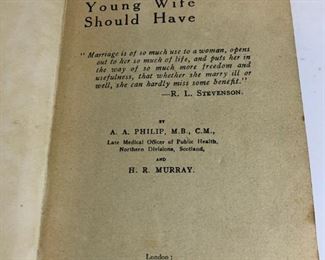 Young Wife
Should Have
"Marriage is of so much use to a woman, opens
out to her so much of life, and puts her in
the way of so much more freedom and
usefulness, that whether she marry ill or
well, she can hardly miss some benefit."
—R. L. STEVENSON.
BY
A. A. PHILIP, M.B., C.M.,
Late Medical Officer of Public Health,
Northern Divisions, Scotland,
AND
H. R. MURRAY.
London: